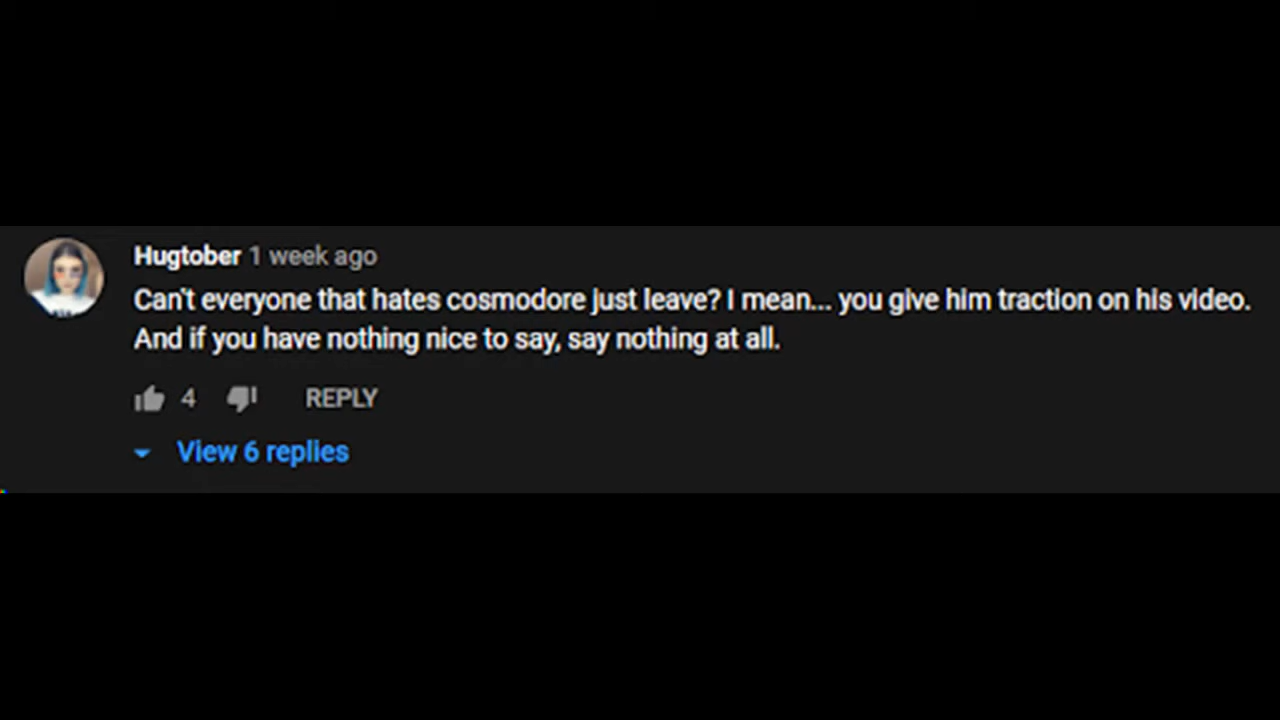 Hugtober 1 week ago
Can't everyone that hates cosmodore just leave? I mean... you give him traction on his video.
And if you have nothing nice to say, say nothing at all.
4 REPLY
View 6 replies